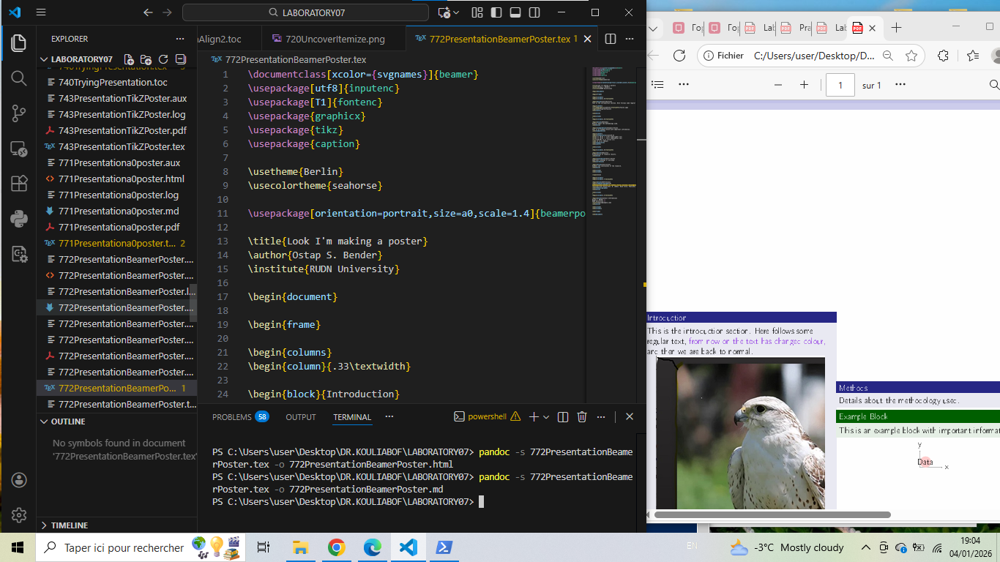 LABORATORY07
Align2.toc
720UncoverItemize.png
772PresentationBeamerPoster.tex 1
EXPLORER
LABORATORY07
740TryingPresentation.toc
743PresentationTikZPoster.aux
743PresentationTikZPoster.log
743PresentationTikZPoster.pdf
743PresentationTikZPoster.tex
771Presentationa0poster.aux
771Presentationa0poster.html
771Presentationa0poster.log
771Presentationa0poster.md
771Presentationa0poster.pdf
771Presentationa0poster.t... 2
772PresentationBeamerPoster....
772PresentationBeamerPoster....
772PresentationBeamerPoster.l...
772PresentationBeamerPoster....
772PresentationBeamerPoster....
772PresentationBeamerPoster....
772PresentationBeamerPoster....
772PresentationBeamerPoster....
772PresentationBeamerPo... 1
772PresentationBeamerPoster.t...
OUTLINE
No symbols found in document
'772PresentationBeamerPoster.tex'
TIMELINE
772PresentationBeamerPoster.tex
1 \documentclass[xcolor={svgnames}]{beamer}
2 \usepackage[utf8]{inputenc}
3 \usepackage[T1]{fontenc}
4 \usepackage{graphicx}
5 \usepackage{tikz}
6 \usepackage{caption}
7
8 \usetheme{Berlin}
9 \usecolortheme{seahorse}
10
11 \usepackage[orientation=portrait,size=a0,scale=1.4]{beamerpo
12
13 \title{Look I'm making a poster}
14 \author{Ostap S. Bender}
15 \institute{RUDN University}
16
17 \begin{document}
18
19 \begin{frame}
20
21 \begin{columns}
22 \begin{column}{.33\textwidth}
23
24 \begin{block}{Introduction}
PROBLEMS 58 OUTPUT TERMINAL ... powershell
PS C:\Users\user\Desktop\DR.KOULIABOF\LABORATORY07> pandoc -s 772PresentationBeame
rPoster.tex -o 772PresentationBeamerPoster.html
PS C:\Users\user\Desktop\DR.KOULIABOF\LABORATORY07> pandoc -s 772PresentationBeame
rPoster.tex -o 772PresentationBeamerPoster.md
PS C:\Users\user\Desktop\DR.KOULIABOF\LABORATORY07>
Fichier C:/Users/user/Desktop/D...
1 sur 1
Introduction
This is the introduction section. Here follows some
regular text, from now on the text has changed colour,
and then we are back to normal.
Methods
Details about the methodology used.
Example Block
This is an example block with important informat
y
Data
x
Taper ici pour rechercher
EN
-3°C Mostly cloudy
19:04
04/01/2026